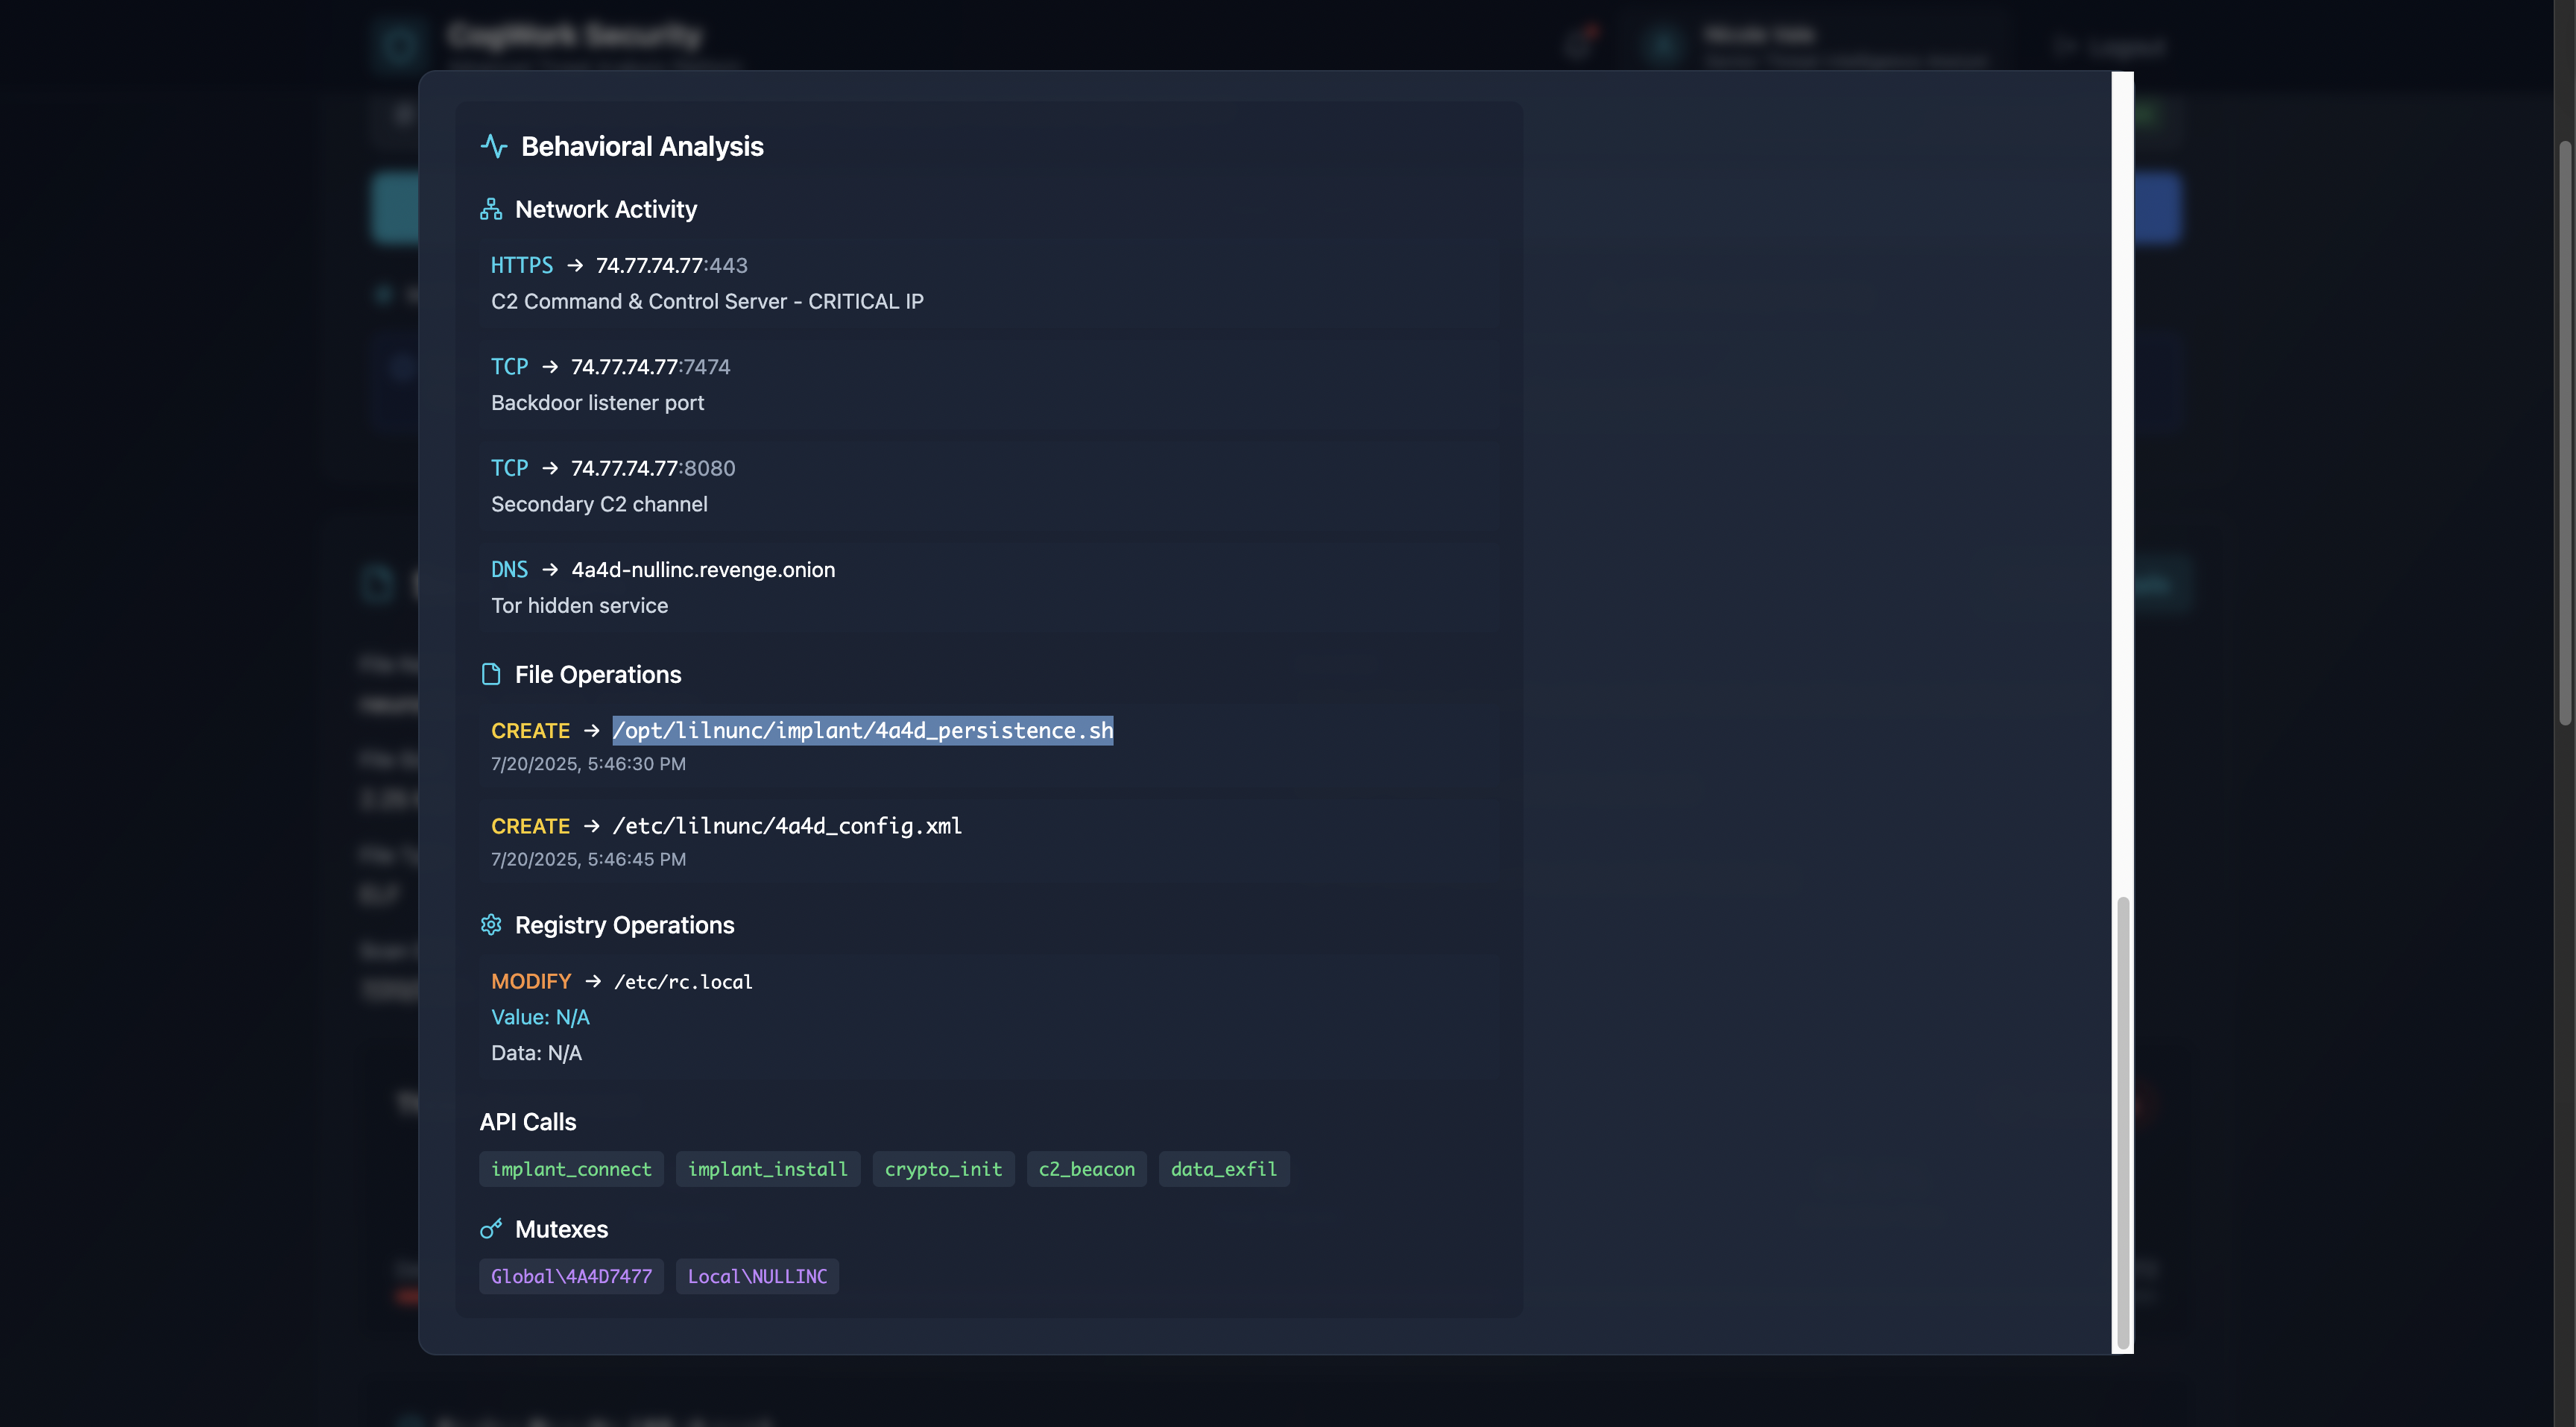 CogWork Security
Logout
Behavioral Analysis
Network Activity
HTTPS → 74.77.74.77:443
C2 Command & Control Server - CRITICAL IP
TCP → 74.77.74.77:7474
Backdoor listener port
TCP → 74.77.74.77:8080
Secondary C2 channel
DNS → 4a4d-nullinc.revenge.onion
Tor hidden service
File Operations
CREATE → /opt/lilnunc/implant/4a4d_persistence.sh
7/20/2025, 5:46:30 PM
CREATE → /etc/lilnunc/4a4d_config.xml
7/20/2025, 5:46:45 PM
Registry Operations
MODIFY → /etc/rc.local
Value: N/A
Data: N/A
API Calls
implant_connect implant_install crypto_init c2_beacon data_exfil
Mutexes
Global\4A4D7477 Local\NULLINC